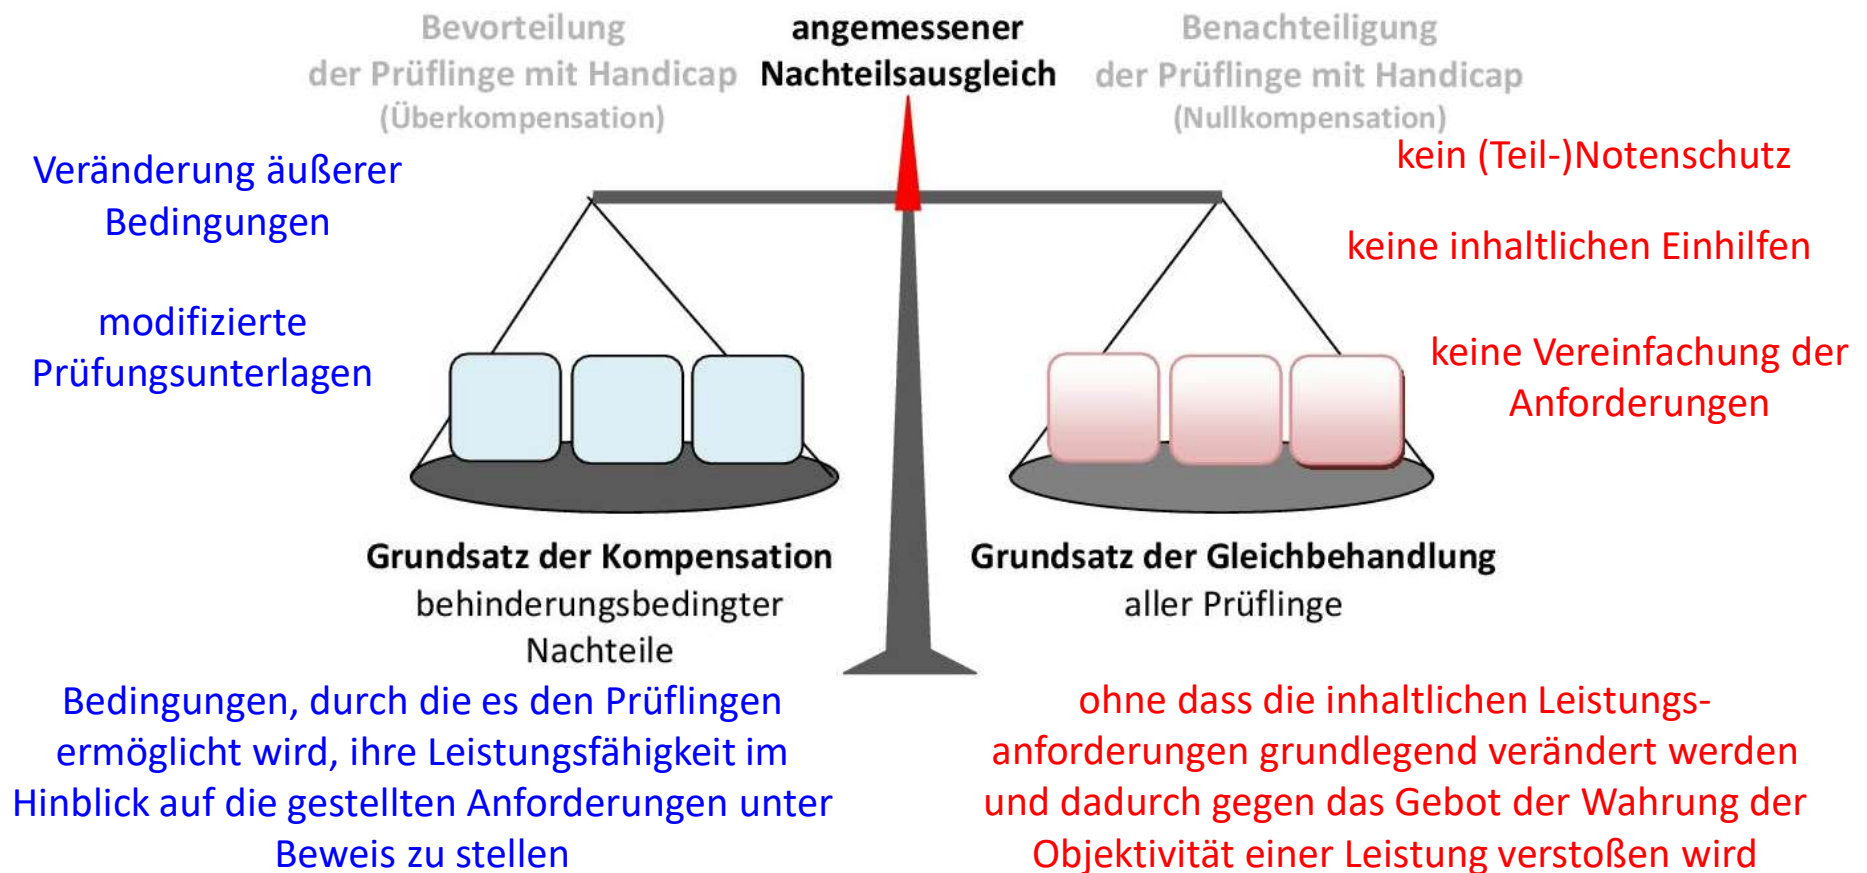 Bevorteilung
der Prüflinge mit Handicap
(Überkompensation)
angemessener
Nachteilsausgleich
Benachteiligung
der Prüflinge mit Handicap
(Nullkompensation)
Veränderung äußerer
Bedingungen
modifizierte
Prüfungsunterlagen
kein (Teil-)Notenschutz
keine inhaltlichen Einhilfen
keine Vereinfachung der
Anforderungen
Grundsatz der Kompensation
behinderungsbedingter
Nachteile
Grundsatz der Gleichbehandlung
aller Prüflinge
Bedingungen, durch die es den Prüflingen
ermöglicht wird, ihre Leistungsfähigkeit im
Hinblick auf die gestellten Anforderungen unter
Beweis zu stellen
ohne dass die inhaltlichen Leistungs-
anforderungen grundlegend verändert werden
und dadurch gegen das Gebot der Wahrung der
Objektivität einer Leistung verstoßen wird